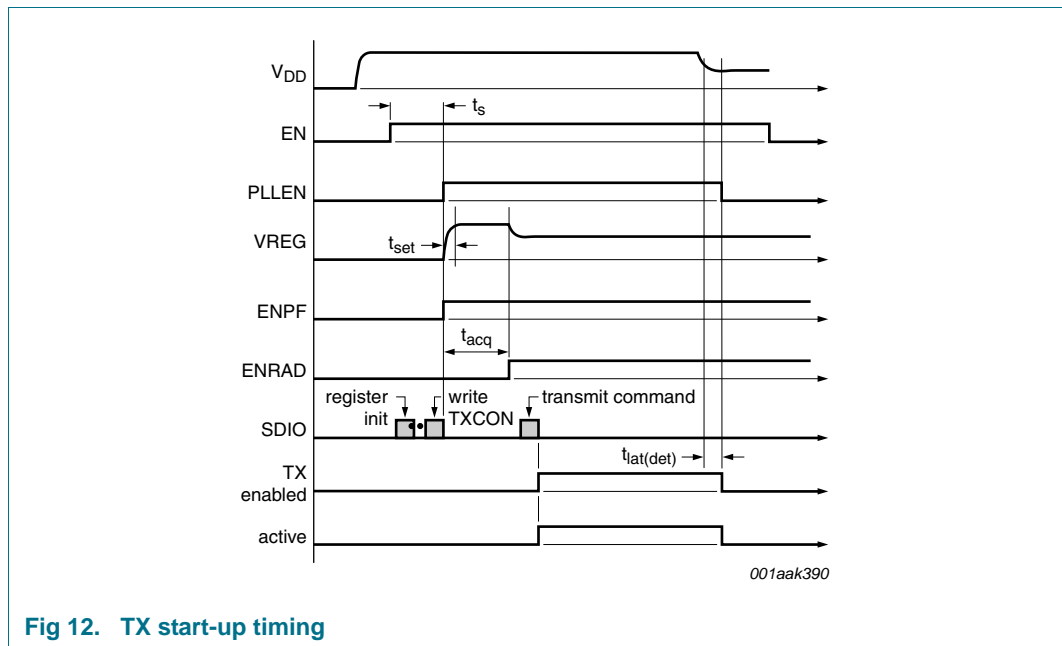 VDD
ts
EN
PLLEN
VREG
tset
ENPF
tacq
ENRAD
register
init
write
TXCON
transmit command
SDIO
tlat(det)
TX
enabled
active
001aak390
Fig 12. TX start-up timing